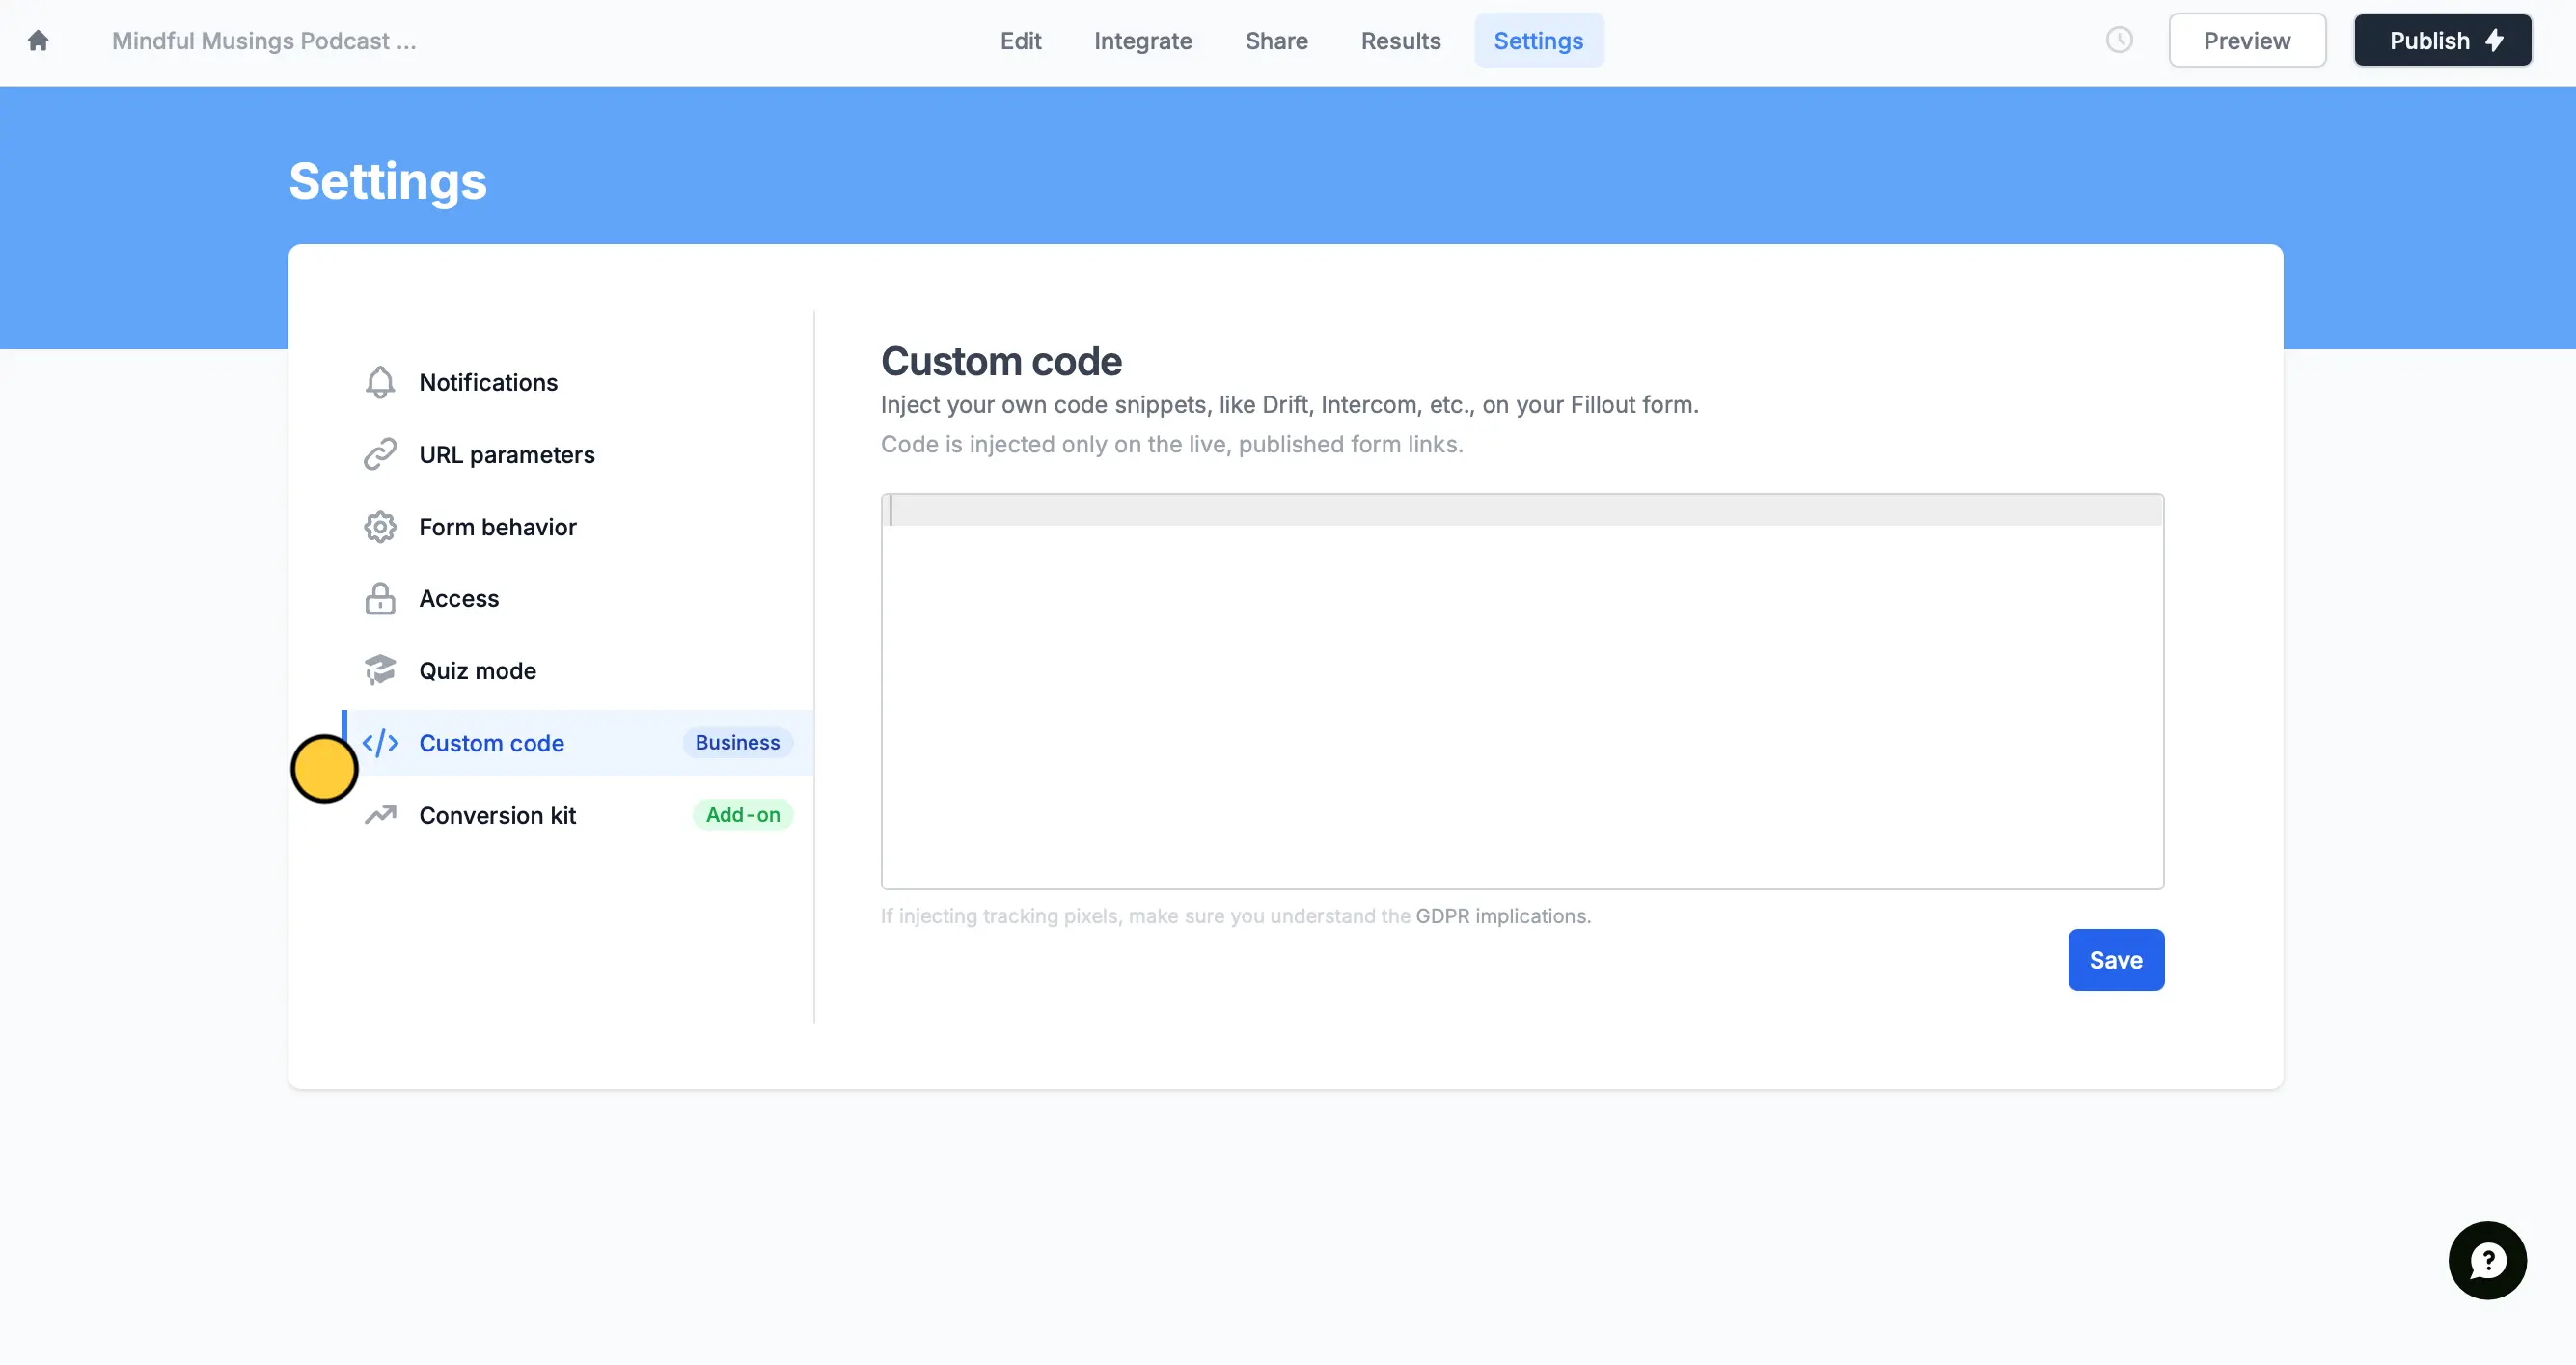 Mindful Musings Podcast ...
Edit
Integrate
Share
Results
Settings
Preview
Publish
Settings
Notifications
URL parameters
Form behavior
Access
Quiz mode
Custom code
Business
Conversion kit
Add-on
Custom code
Inject your own code snippets, like Drift, Intercom, etc., on your Fillout form.
Code is injected only on the live, published form links.
If injecting tracking pixels, make sure you understand the GDPR implications.
Save